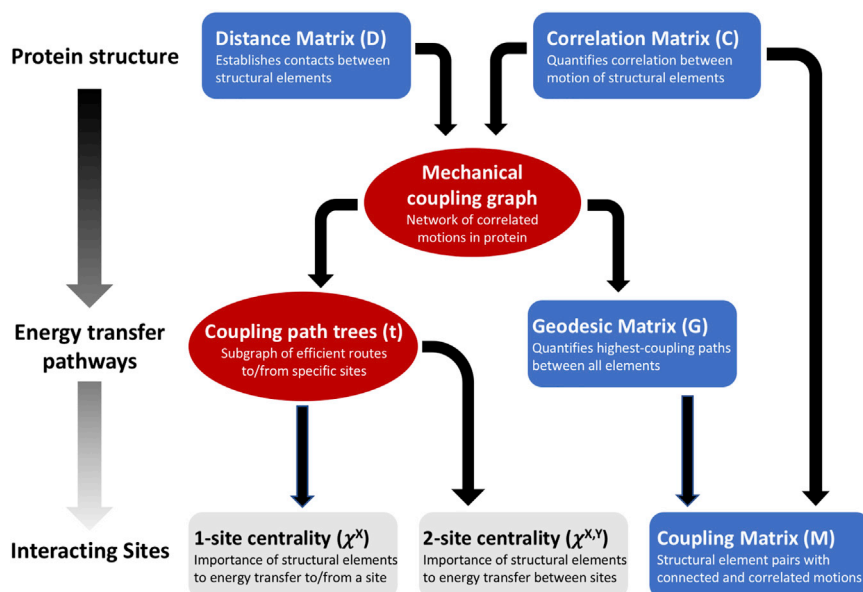 Protein structure
Distance Matrix (D)
Establishes contacts between
structural elements
Correlation Matrix (C)
Quantifies correlation between
motion of structural elements
Mechanical
coupling graph
Network of correlated
motions in protein
Energy transfer
pathways
Coupling path trees (t)
Subgraph of efficient routes
to/from specific sites
Geodesic Matrix (G)
Quantifies highest-coupling paths
between all elements
Interacting Sites
1-site centrality (χX)
Importance of structural elements
to energy transfer to/from a site
2-site centrality (χX,Y)
Importance of structural elements
to energy transfer between sites
Coupling Matrix (M)
Structural element pairs with
connected and correlated motions